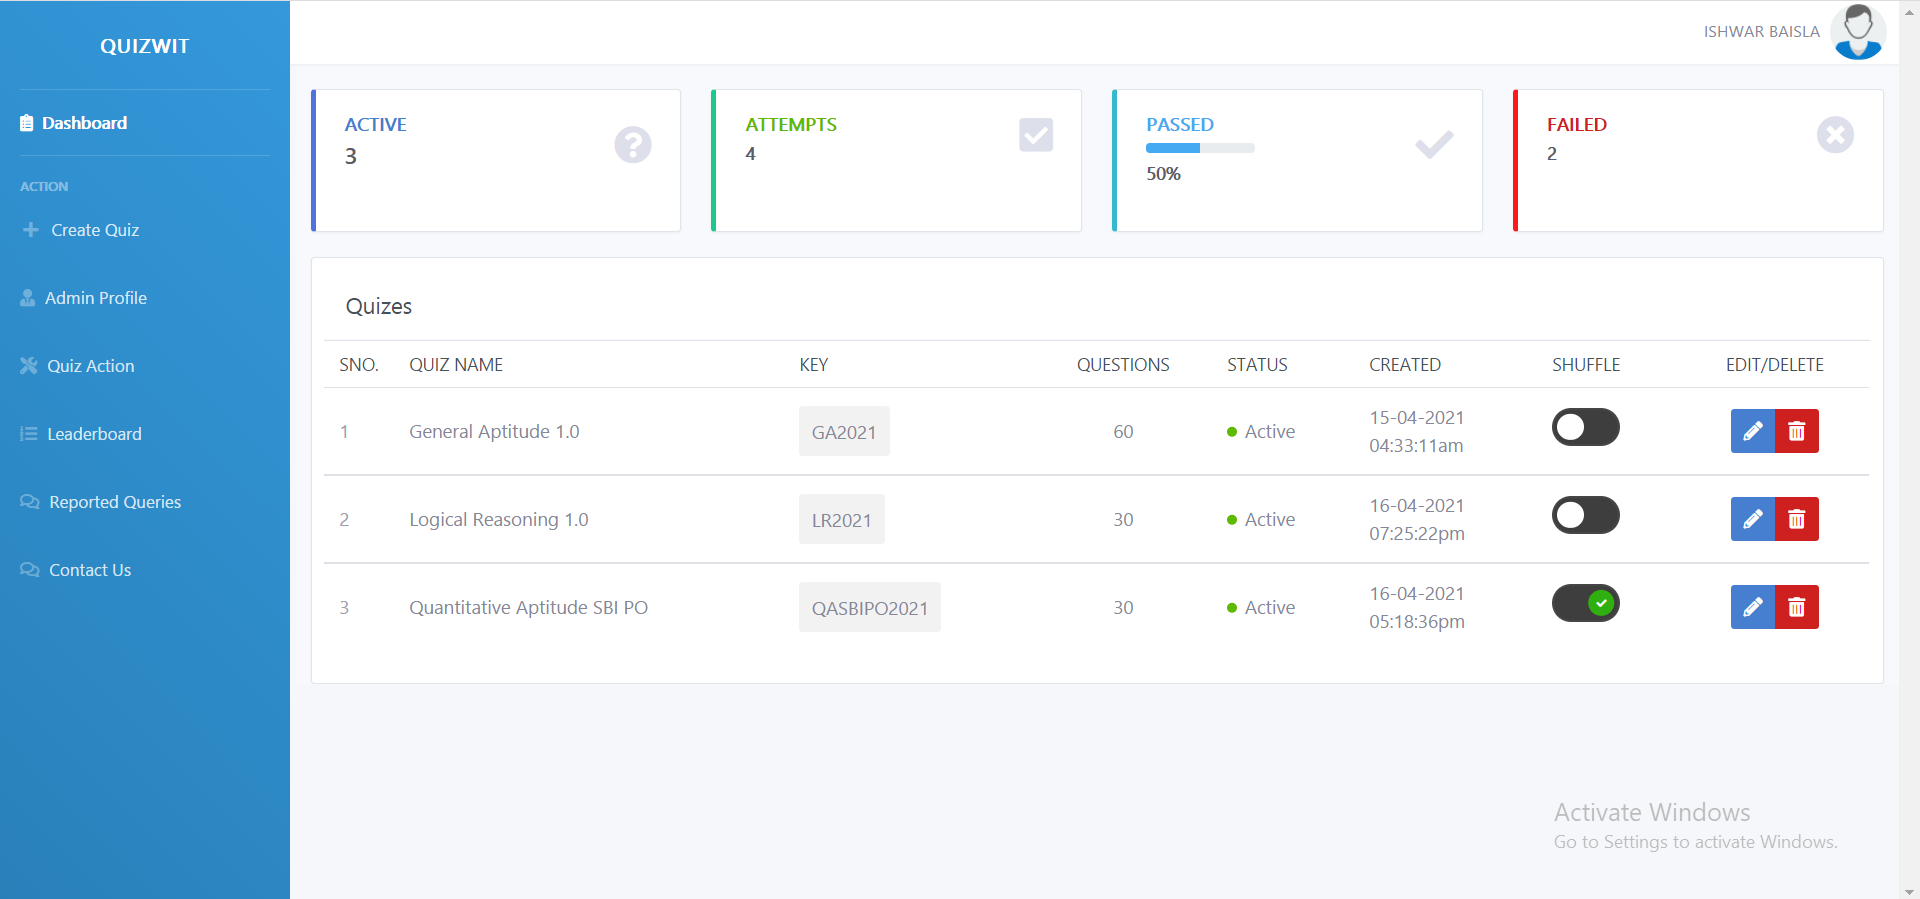 QUIZWIT
ISHWAR BAISLA
Dashboard
ACTION
Create Quiz
Admin Profile
Quiz Action
Leaderboard
Reported Queries
Contact Us
ACTIVE
3
ATTEMPTS
4
PASSED
50%
FAILED
2
Quizes
SNO. QUIZ NAME KEY QUESTIONS STATUS CREATED SHUFFLE EDIT/DELETE
1 General Aptitude 1.0 GA2021 60 Active 15-04-2021
04:33:11am
2 Logical Reasoning 1.0 LR2021 30 Active 16-04-2021
07:25:22pm
3 Quantitative Aptitude SBI PO QASBIPO2021 30 Active 16-04-2021
05:18:36pm
Activate Windows
Go to Settings to activate Windows.